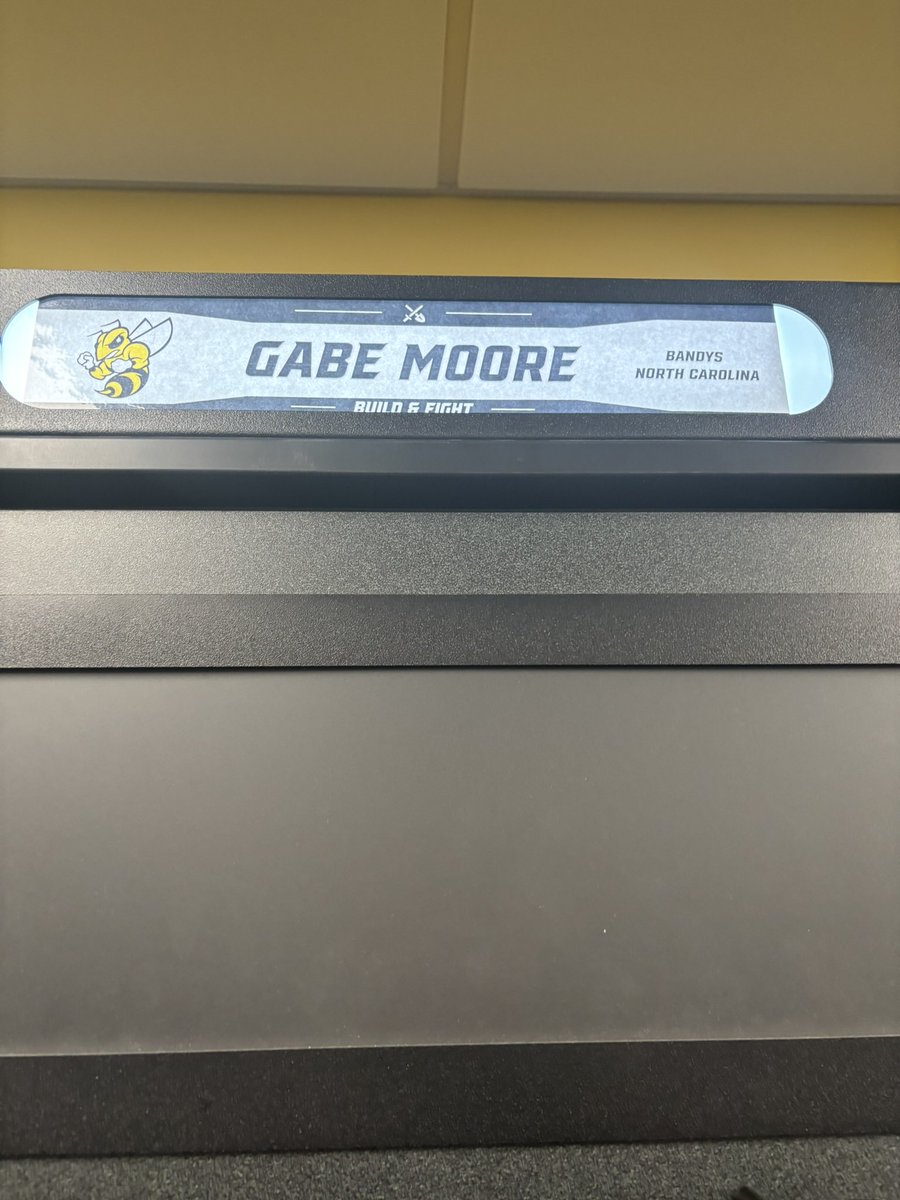 GABE MOORE
BANDYS
NORTH CAROLINA
BUILD & FIGHT